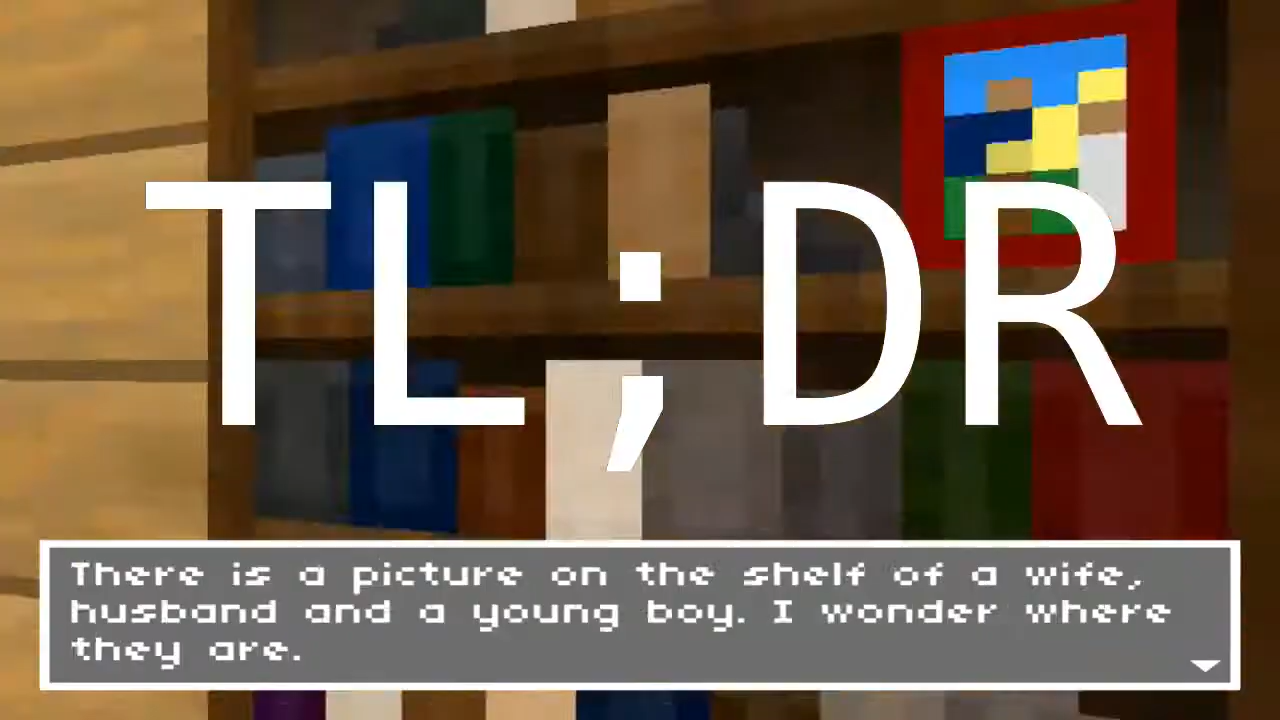 TL;DR
There is a picture on the shelf of a wife,
husband and a young boy. I wonder where
they are.